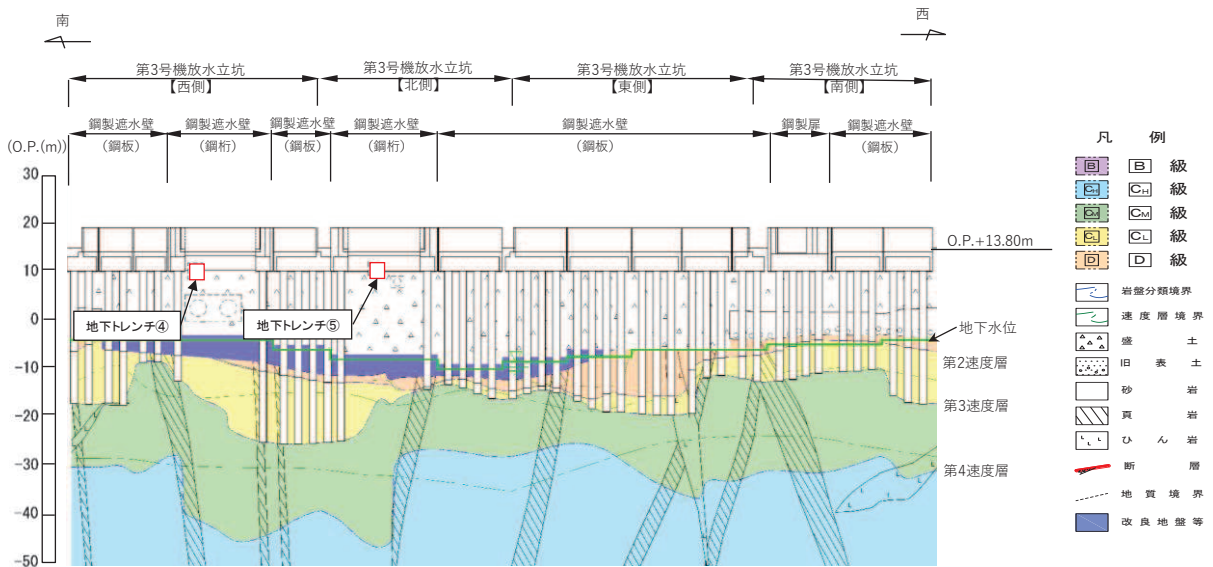 南
西
第3号機放水立坑
【西側】
第3号機放水立坑
【北側】
第3号機放水立坑
【東側】
第3号機放水立坑
【南側】
鋼製遮水壁
(鋼板)
鋼製遮水壁
(鋼桁)
鋼製遮水壁
(鋼板)
鋼製遮水壁
(鋼桁)
鋼製遮水壁
(鋼板)
鋼製扉
鋼製遮水壁
(鋼板)
(O.P.(m))
30
20
10
0
-10
-20
-30
-40
-50
O.P.+13.80m
地下トレンチ④
地下トレンチ⑤
地下水位
第2速度層
第3速度層
第4速度層
凡 例
B B 級
CH CH 級
CM CM 級
CL CL 級
D D 級
岩盤分類境界
速度層境界
盛土
旧表土
砂岩
頁岩
ひん岩
断層
地質境界
改良地盤等